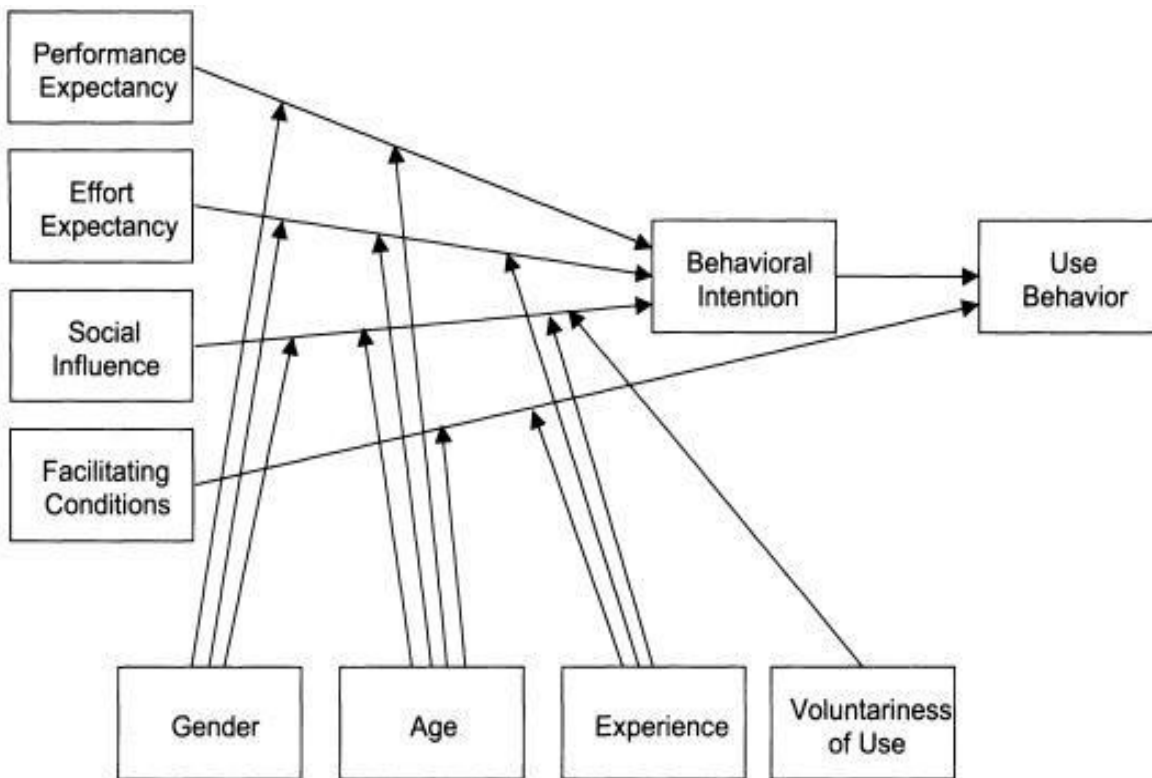 Performance
Expectancy
Effort
Expectancy
Social
Influence
Facilitating
Conditions
Behavioral
Intention
Use
Behavior
Gender
Age
Experience
Voluntariness
of Use